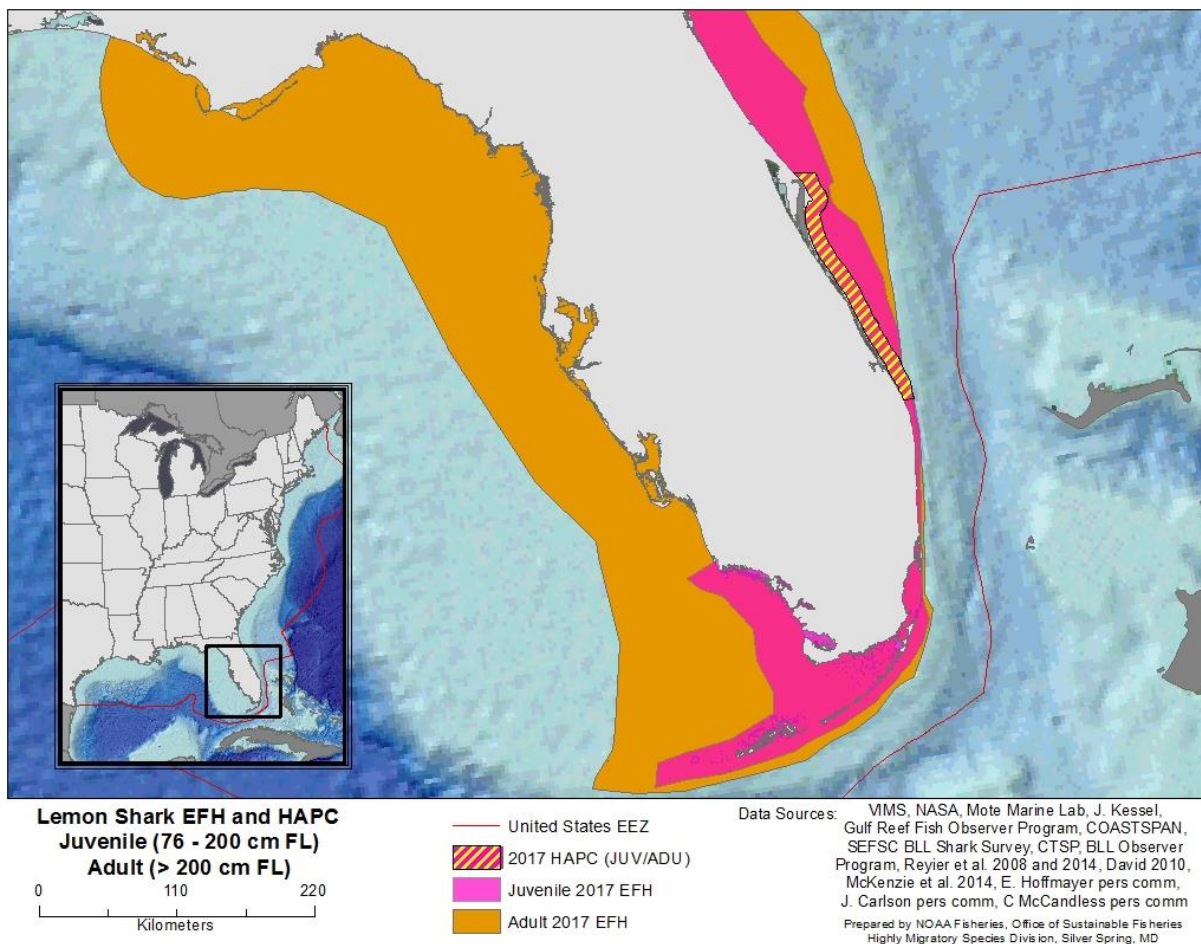 Lemon Shark EFH and HAPC
Juvenile (76 - 200 cm FL)
Adult (> 200 cm FL)
0 110 220
Kilometers
United States EEZ
2017 HAPC (JUV/ADU)
Juvenile 2017 EFH
Adult 2017 EFH
Data Sources: VIMS, NASA, Mote Marine Lab, J. Kessel,
Gulf Reef Fish Observer Program, COASTSPAN,
SEFSC BLL Shark Survey, CTSP, BLL Observer
Program, Reyier et al. 2008 and 2014, David 2010,
McKenzie et al. 2014, E. Hoffmayer pers comm,
J. Carlson pers comm, C McCandless pers comm
Prepared by NOAA Fisheries, Office of Sustainable Fisheries
Highly Migratory Species Division, Silver Spring, MD